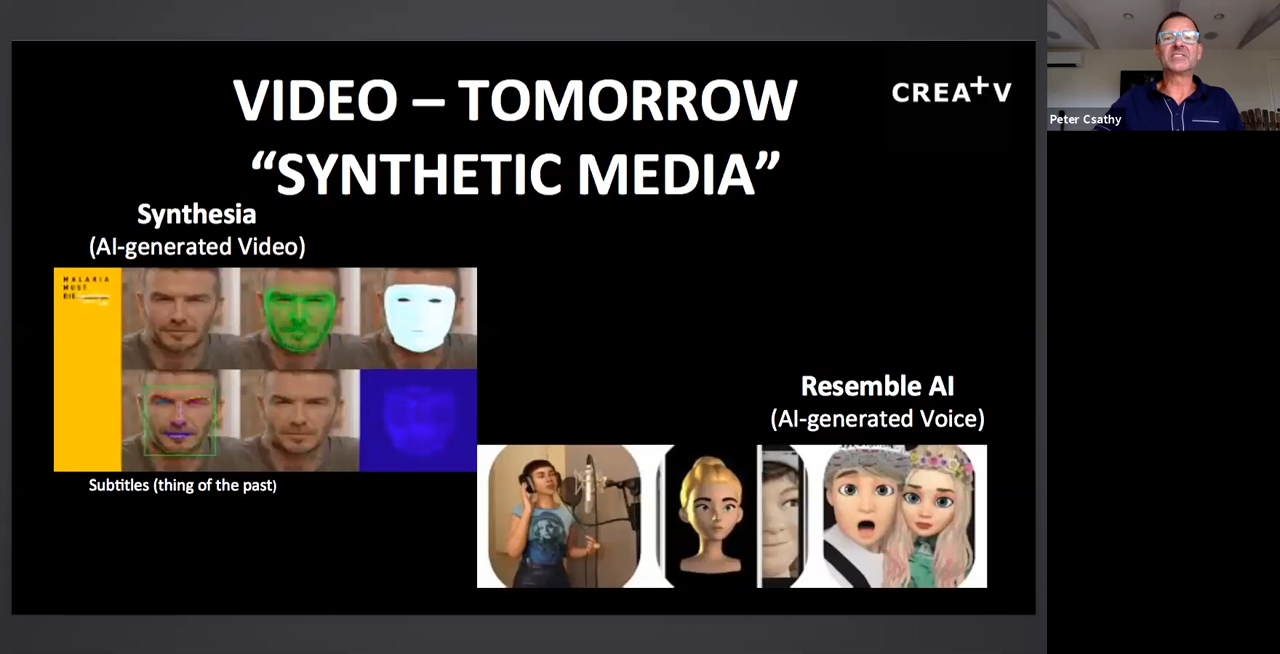 VIDEO – TOMORROW
“SYNTHETIC MEDIA”
CREA+V
Peter Csathy
Synthesia
(AI-generated Video)
MALARIA
MUST
DIE
Subtitles (thing of the past)
Resemble AI
(AI-generated Voice)